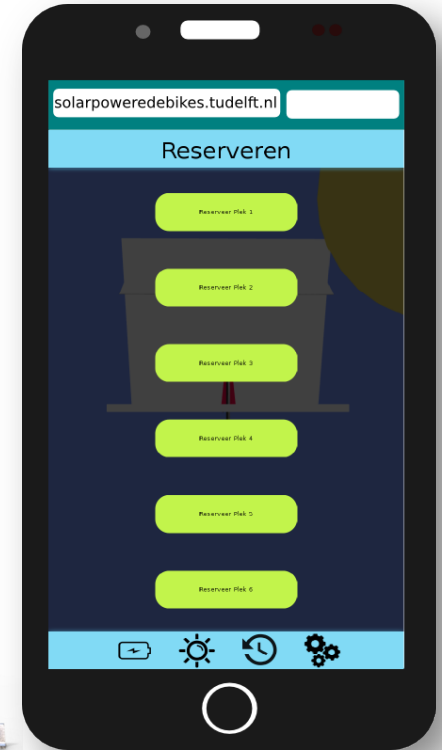 solarpoweredebikes.tudelft.nl
Reserveren
Reserveer Plek 1
Reserveer Plek 2
Reserveer Plek 3
Reserveer Plek 4
Reserveer Plek 5
Reserveer Plek 6